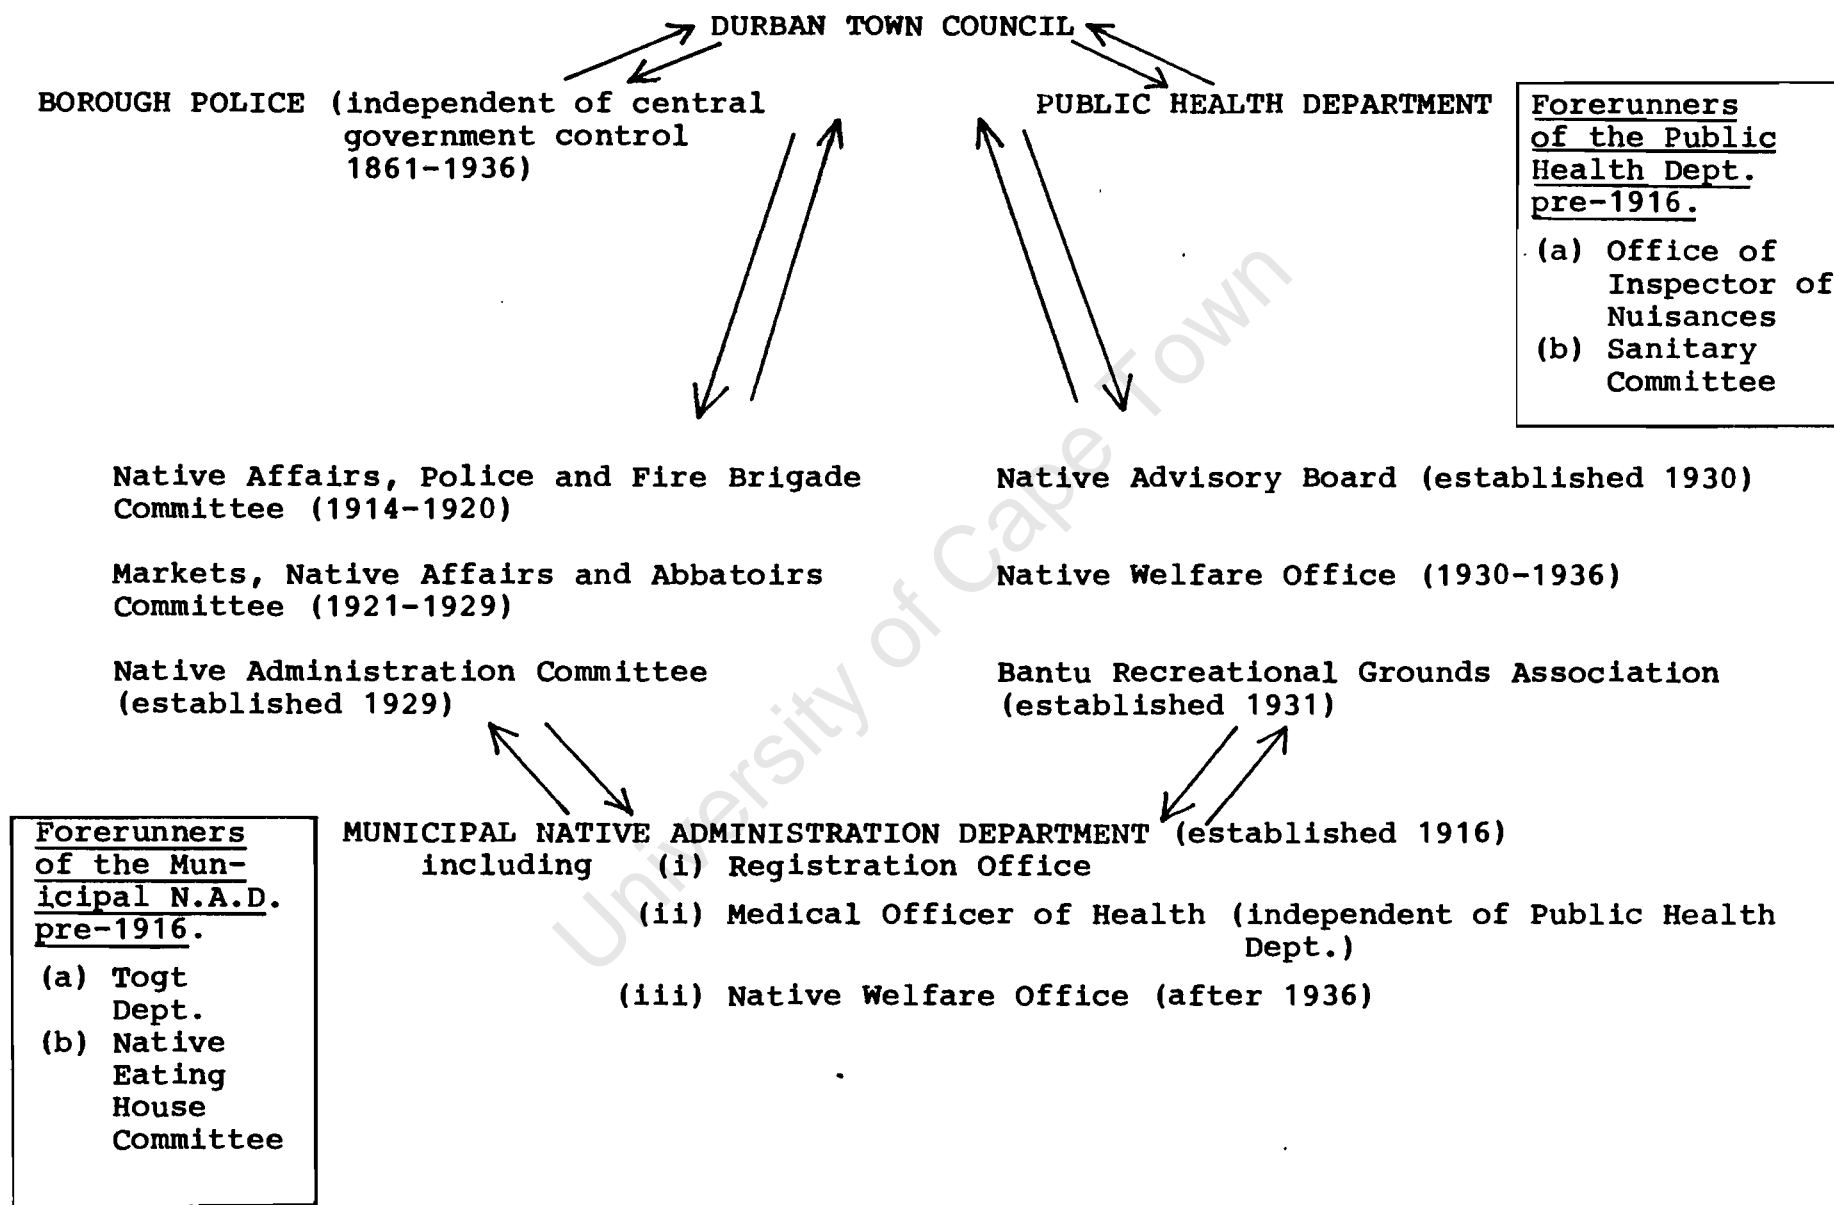 DURBAN TOWN COUNCIL
BOROUGH POLICE (independent of central
government control
1861-1936)
PUBLIC HEALTH DEPARTMENT
Forerunners
of the Public
Health Dept.
pre-1916.
(a) Office of
Inspector of
Nuisances
(b) Sanitary
Committee
Native Affairs, Police and Fire Brigade
Committee (1914-1920)
Native Advisory Board (established 1930)
Markets, Native Affairs and Abbatoirs
Committee (1921-1929)
Native Welfare Office (1930-1936)
Native Administration Committee
(established 1929)
Bantu Recreational Grounds Association
(established 1931)
Forerunners
of the Mun-
icipal N.A.D.
pre-1916.
(a) Togt
Dept.
(b) Native
Eating
House
Committee
MUNICIPAL NATIVE ADMINISTRATION DEPARTMENT (established 1916)
including (i) Registration Office
(ii) Medical Officer of Health (independent of Public Health
Dept.)
(iii) Native Welfare Office (after 1936)
University of Cape Town